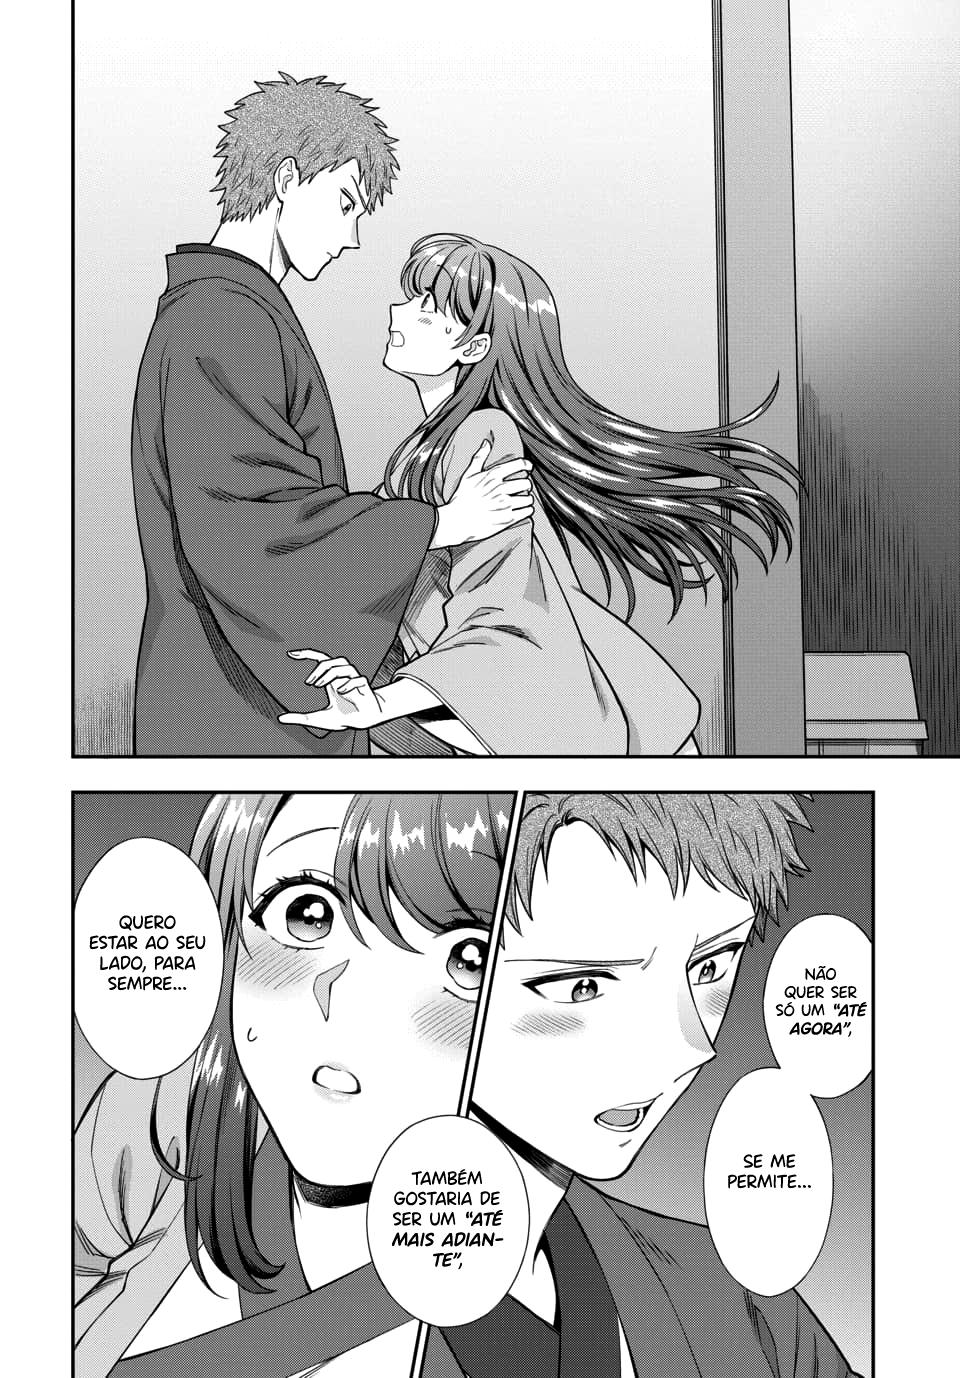 NÃO
QUER SER
SÓ UM "ATÉ
AGORA",
SE ME
PERMITE...
TAMBÉM
GOSTARIA DE
SER UM "ATÉ
MAIS ADIAN-
TE",
QUERO
ESTAR AO SEU
LADO, PARA
SEMPRE...